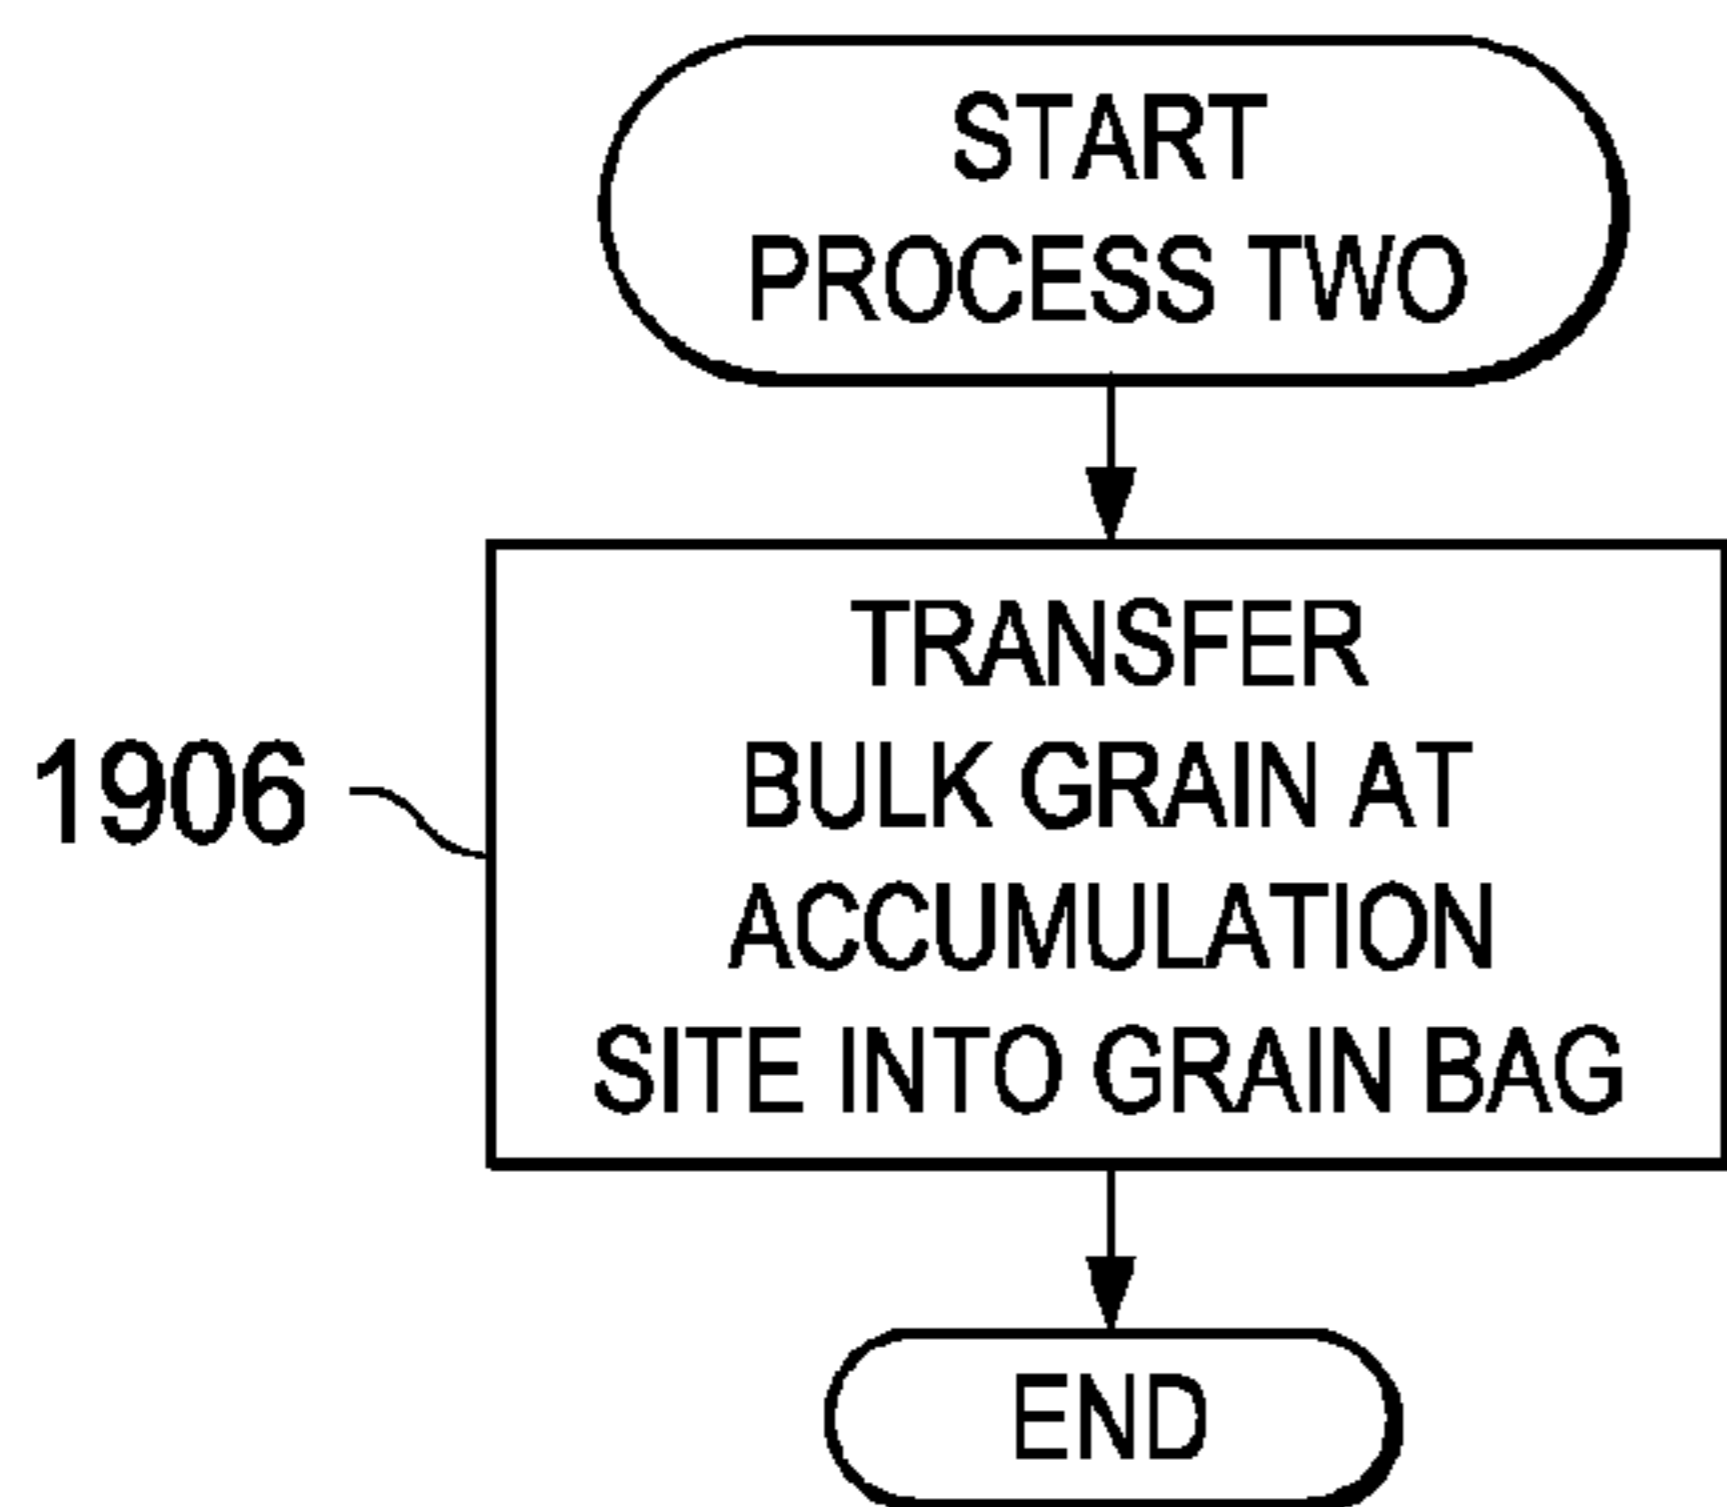 START
PROCESS TWO
TRANSFER
BULK GRAIN AT
ACCUMULATION
SITE INTO GRAIN BAG
1906
END